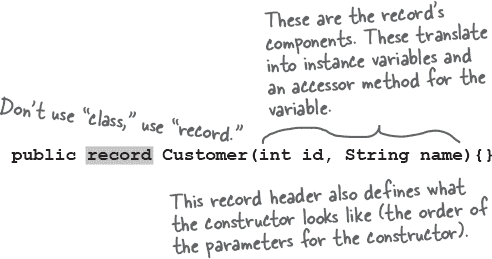 These are the record's
components. These translate
into instance variables and
an accessor method for the
variable.
Don't use "class," use "record."
public record Customer(int id, String name){}
This record header also defines what
the constructor looks like (the order of
the parameters for the constructor).